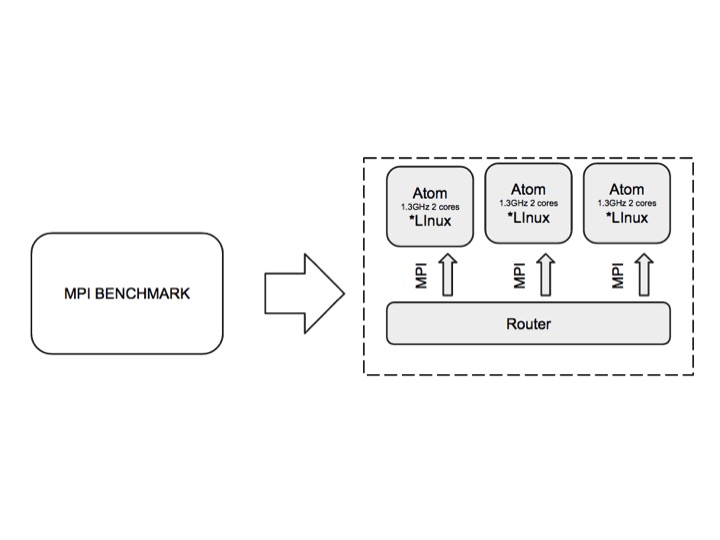 MPI BENCHMARK
Atom
1.3GHz 2 cores
*LInux
Atom
1.3GHz 2 cores
*LInux
Atom
1.3GHz 2 cores
*LInux
MPI
MPI
MPI
Router